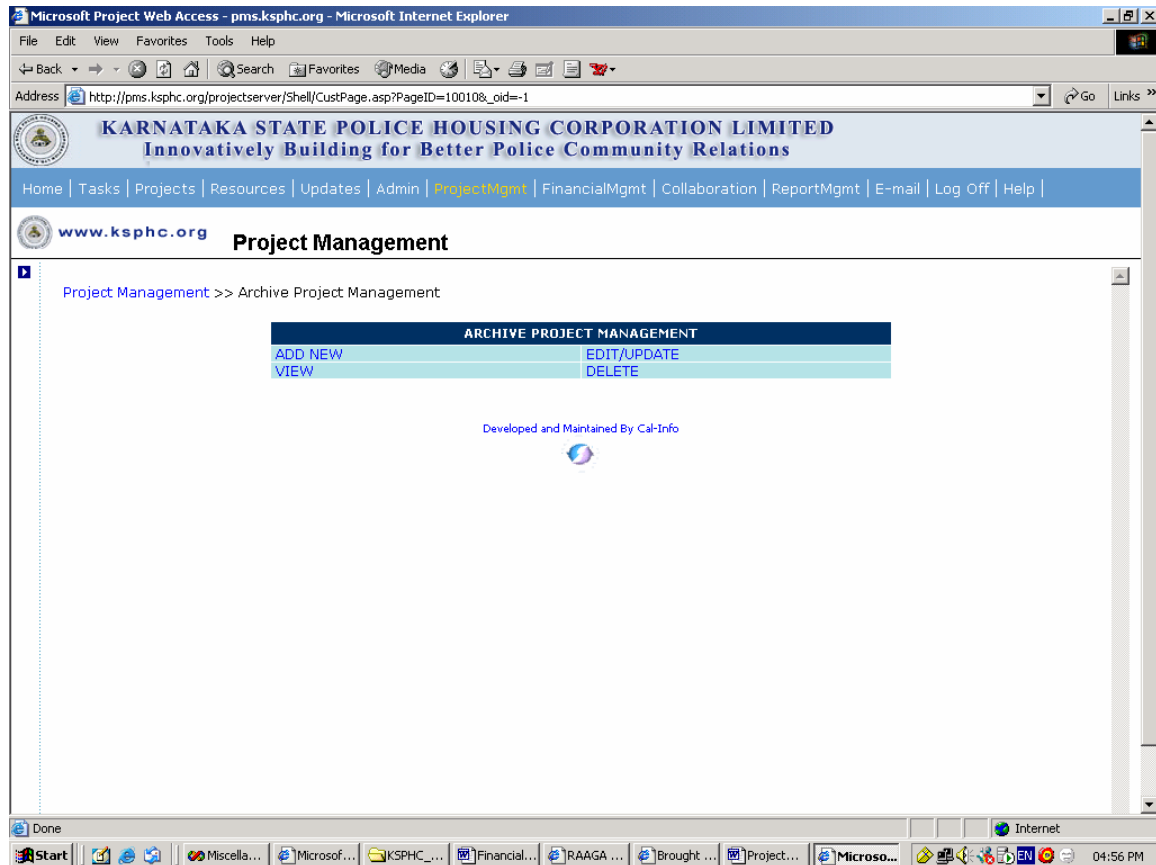 Microsoft Project Web Access - pms.ksphc.org - Microsoft Internet Explorer
File Edit View Favorites Tools Help
Back Search Favorites Media
Address http://pms.ksphc.org/projectserver/Shell/CustPage.asp?PageID=10010&_oid=-1 Go Links »
KARNATAKA STATE POLICE HOUSING CORPORATION LIMITED
Innovatively Building for Better Police Community Relations
Home | Tasks | Projects | Resources | Updates | Admin | ProjectMgmt | FinancialMgmt | Collaboration | ReportMgmt | E-mail | Log Off | Help |
www.ksphc.org Project Management
Project Management >> Archive Project Management
ARCHIVE PROJECT MANAGEMENT
ADD NEW EDIT/UPDATE
VIEW DELETE
Developed and Maintained By Cal-Info
Done Internet
Start Miscella... Microsof... KSPHC_... Financial... RAAGA ... Brought ... Project... Microso... EN 04:56 PM